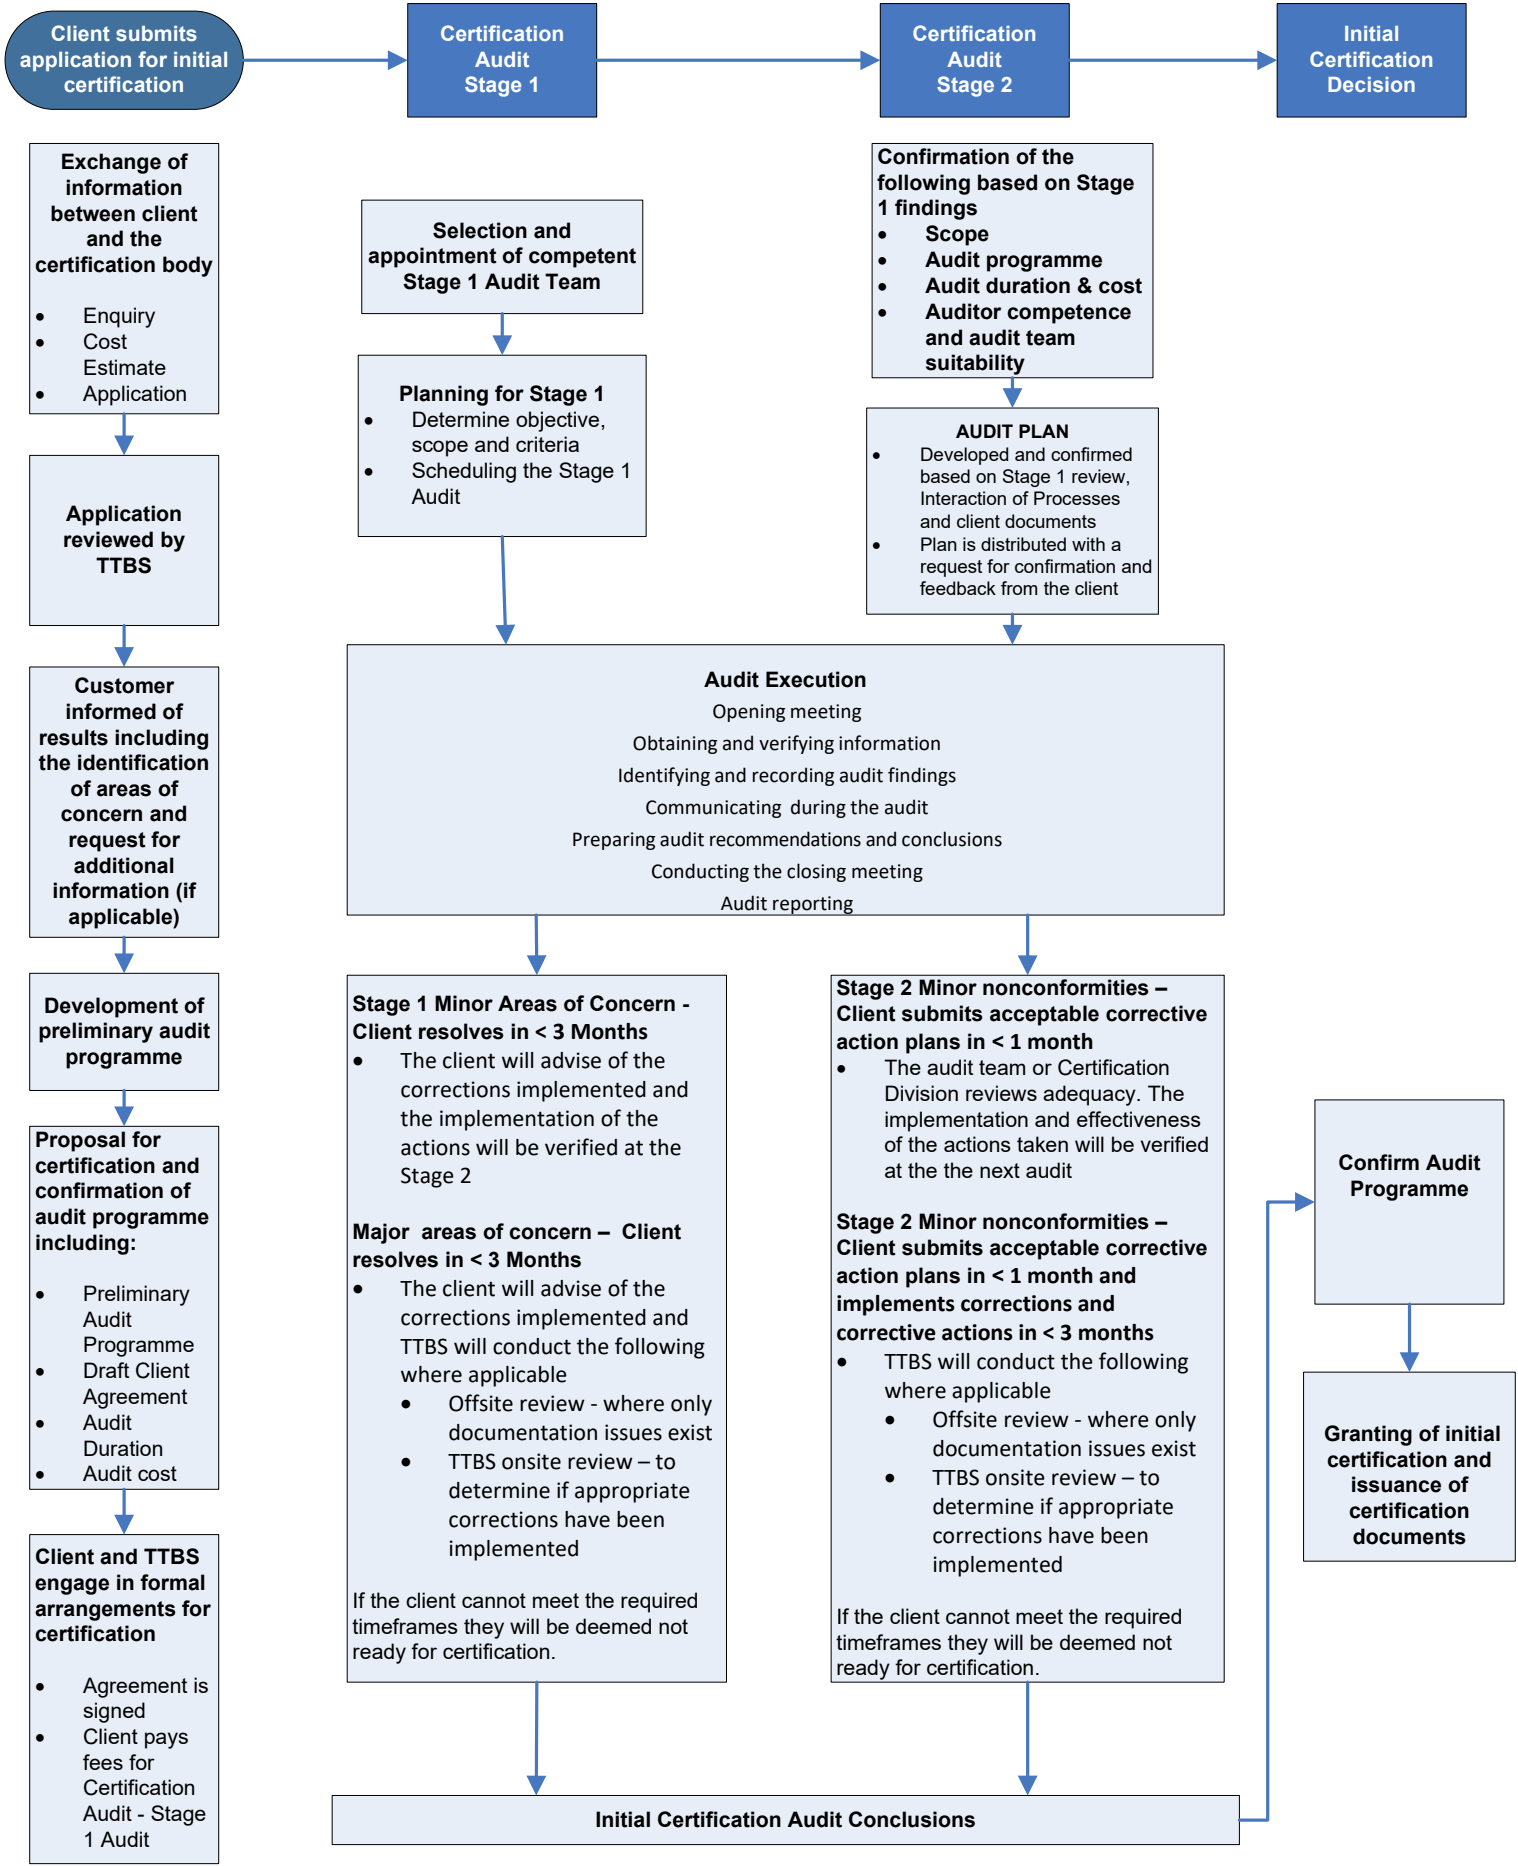 Client submits
application for initial
certification
Certification
Audit
Stage 1
Certification
Audit
Stage 2
Initial
Certification
Decision
Exchange of
information
between client
and the
certification body
• Enquiry
• Cost
Estimate
• Application
Application
reviewed by
TTBS
Customer
informed of
results including
the identification
of areas of
concern and
request for
additional
information (if
applicable)
Development of
preliminary audit
programme
Proposal for
certification and
confirmation of
audit programme
including:
• Preliminary
Audit
Programme
• Draft Client
Agreement
• Audit
Duration
• Audit cost
Client and TTBS
engage in formal
arrangements for
certification
• Agreement is
signed
• Client pays
fees for
Certification
Audit - Stage
1 Audit
Selection and
appointment of competent
Stage 1 Audit Team
Planning for Stage 1
• Determine objective,
scope and criteria
• Scheduling the Stage 1
Audit
Confirmation of the
following based on Stage
1 findings
• Scope
• Audit programme
• Audit duration & cost
• Auditor competence
and audit team
suitability
AUDIT PLAN
• Developed and confirmed
based on Stage 1 review,
Interaction of Processes
and client documents
• Plan is distributed with a
request for confirmation and
feedback from the client
Audit Execution
Opening meeting
Obtaining and verifying information
Identifying and recording audit findings
Communicating  during the audit
Preparing audit recommendations and conclusions
Conducting the closing meeting
Audit reporting
Stage 1 Minor Areas of Concern -
Client resolves in < 3 Months
• The client will advise of the
corrections implemented and
the implementation of the
actions will be verified at the
Stage 2
Major  areas of concern –  Client
resolves in < 3 Months
• The client will advise of the
corrections implemented and
TTBS will conduct the following
where applicable
• Offsite review - where only
documentation issues exist
• TTBS onsite review – to
determine if appropriate
corrections have been
implemented
If the client cannot meet the required
timeframes they will be deemed not
ready for certification.
Stage 2 Minor nonconformities –
Client submits acceptable corrective
action plans in < 1 month
• The audit team or Certification
Division reviews adequacy. The
implementation and effectiveness
of the actions taken will be verified
at the the next audit
Stage 2 Minor nonconformities –
Client submits acceptable corrective
action plans in < 1 month and
implements corrections and
corrective actions in < 3 months
• TTBS will conduct the following
where applicable
• Offsite review - where only
documentation issues exist
• TTBS onsite review – to
determine if appropriate
corrections have been
implemented
If the client cannot meet the required
timeframes they will be deemed not
ready for certification.
Initial Certification Audit Conclusions
Confirm Audit
Programme
Granting of initial
certification and
issuance of
certification
documents